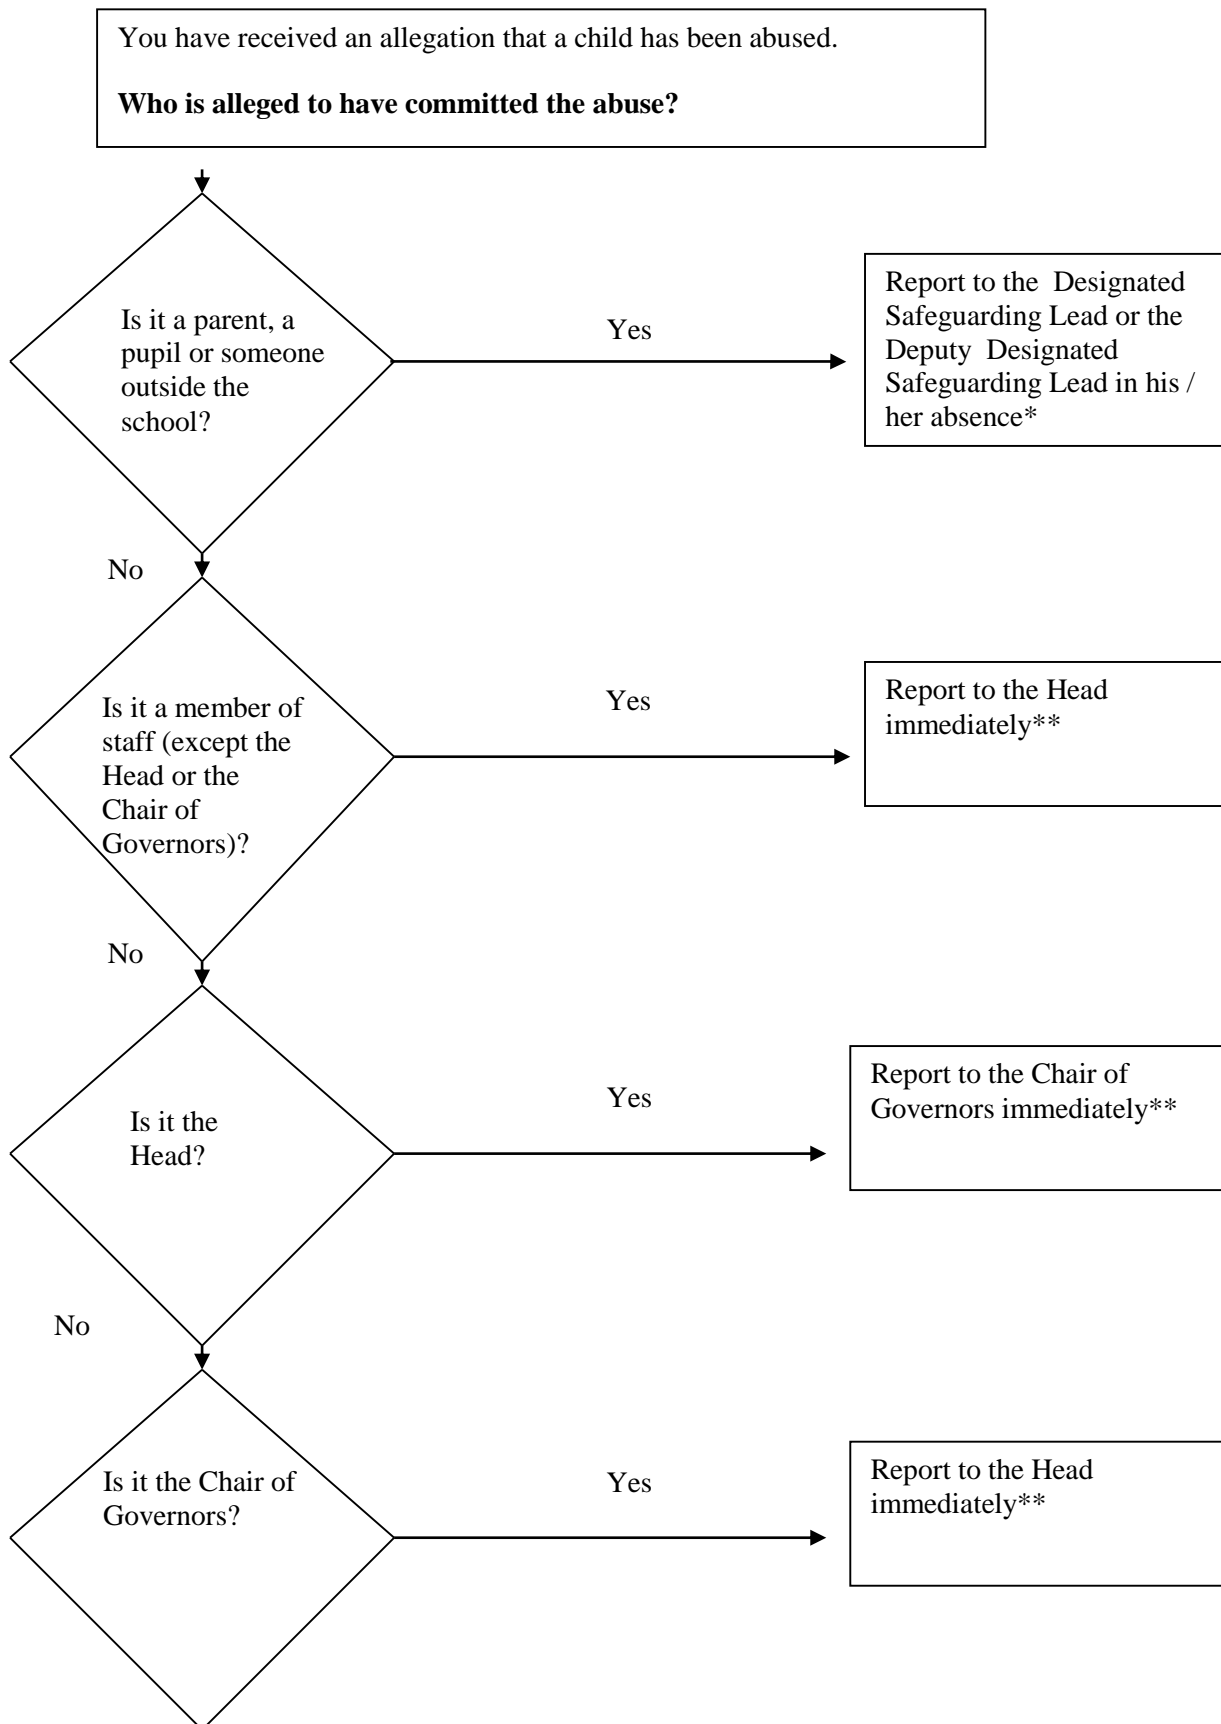 You have received an allegation that a child has been abused.
Who is alleged to have committed the abuse?
Is it a parent, a
pupil or someone
outside the
school?
Yes
Report to the  Designated
Safeguarding Lead or the
Deputy  Designated
Safeguarding Lead in his /
her absence*
No
Is it a member of
staff (except the
Head or the
Chair of
Governors)?
Yes
Report to the Head
immediately**
No
Is it the
Head?
Yes
Report to the Chair of
Governors immediately**
No
Is it the Chair of
Governors?
Yes
Report to the Head
immediately**